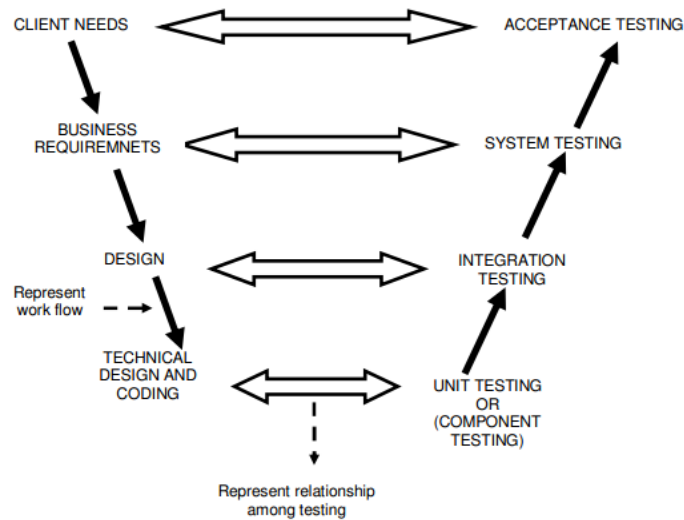 CLIENT NEEDS
ACCEPTANCE TESTING
BUSINESS
REQUIREMNETS
SYSTEM TESTING
DESIGN
INTEGRATION
TESTING
Represent
work flow
TECHNICAL
DESIGN AND
CODING
UNIT TESTING
OR
(COMPONENT
TESTING)
Represent relationship
among testing